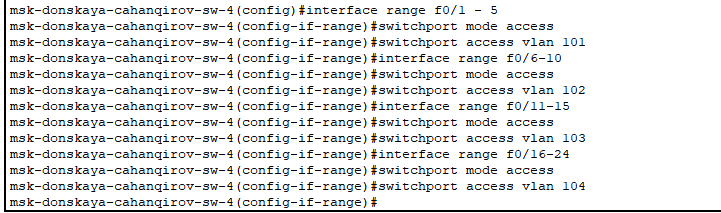 msk-donskaya-cahanqirov-sw-4(config)#interface range f0/1 - 5
msk-donskaya-cahanqirov-sw-4(config-if-range)#switchport mode access
msk-donskaya-cahanqirov-sw-4(config-if-range)#switchport access vlan 101
msk-donskaya-cahanqirov-sw-4(config-if-range)#interface range f0/6-10
msk-donskaya-cahanqirov-sw-4(config-if-range)#switchport mode access
msk-donskaya-cahanqirov-sw-4(config-if-range)#switchport access vlan 102
msk-donskaya-cahanqirov-sw-4(config-if-range)#interface range f0/11-15
msk-donskaya-cahanqirov-sw-4(config-if-range)#switchport mode access
msk-donskaya-cahanqirov-sw-4(config-if-range)#switchport access vlan 103
msk-donskaya-cahanqirov-sw-4(config-if-range)#interface range f0/16-24
msk-donskaya-cahanqirov-sw-4(config-if-range)#switchport mode access
msk-donskaya-cahanqirov-sw-4(config-if-range)#switchport access vlan 104
msk-donskaya-cahanqirov-sw-4(config-if-range)#